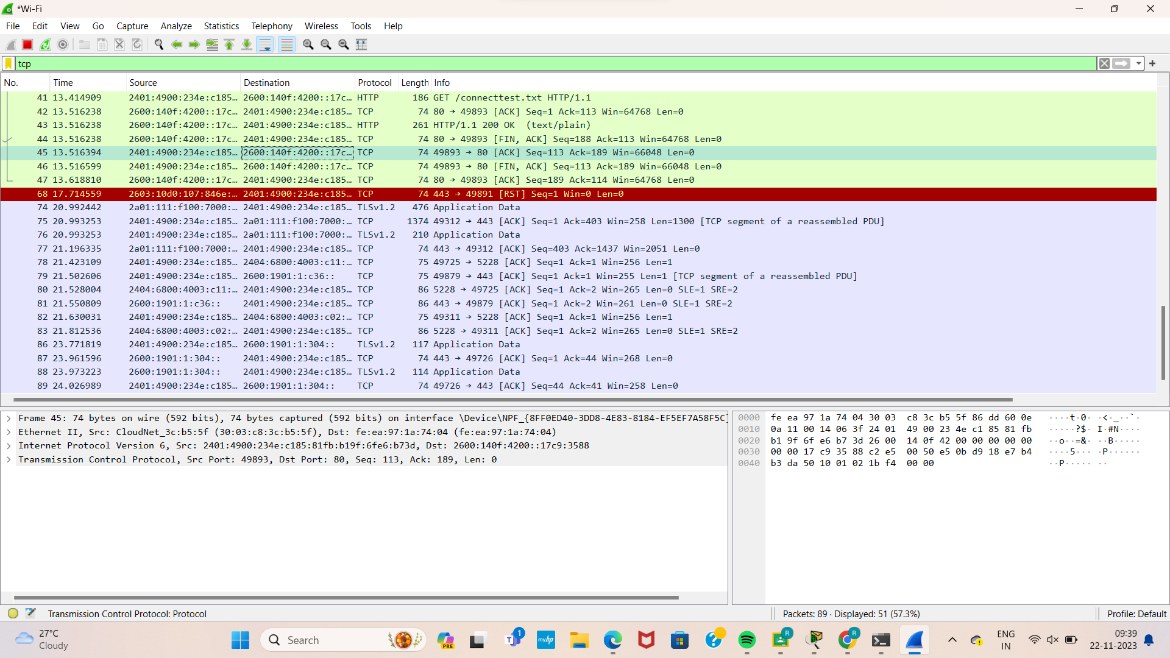 *Wi-Fi
File Edit View Go Capture Analyze Statistics Telephony Wireless Tools Help
tcp
No. Time Source Destination Protocol Length Info
41 13.414909 2401:4900:234e:c185… 2600:140f:4200::17c… HTTP 186 GET /connecttest.txt HTTP/1.1
42 13.516238 2600:140f:4200::17c… 2401:4900:234e:c185… TCP 74 80 → 49893 [ACK] Seq=1 Ack=113 Win=64768 Len=0
43 13.516238 2600:140f:4200::17c… 2401:4900:234e:c185… HTTP 261 HTTP/1.1 200 OK (text/plain)
44 13.516238 2600:140f:4200::17c… 2401:4900:234e:c185… TCP 74 80 → 49893 [FIN, ACK] Seq=188 Ack=113 Win=64768 Len=0
45 13.516394 2401:4900:234e:c185… 2600:140f:4200::17c… TCP 74 49893 → 80 [ACK] Seq=113 Ack=189 Win=66048 Len=0
46 13.516599 2401:4900:234e:c185… 2600:140f:4200::17c… TCP 74 49893 → 80 [FIN, ACK] Seq=113 Ack=189 Win=66048 Len=0
47 13.618810 2600:140f:4200::17c… 2401:4900:234e:c185… TCP 74 80 → 49893 [ACK] Seq=189 Ack=114 Win=64768 Len=0
68 17.714559 2603:10d0:107:846e:… 2401:4900:234e:c185… TCP 74 443 → 49891 [RST] Seq=1 Win=0 Len=0
74 20.992442 2a01:111:f100:7000:… 2401:4900:234e:c185… TLSv1.2 476 Application Data
75 20.993253 2401:4900:234e:c185… 2a01:111:f100:7000:… TCP 1374 49312 → 443 [ACK] Seq=1 Ack=403 Win=258 Len=1300 [TCP segment of a reassembled PDU]
76 20.993253 2401:4900:234e:c185… 2a01:111:f100:7000:… TLSv1.2 210 Application Data
77 21.196335 2a01:111:f100:7000:… 2401:4900:234e:c185… TCP 74 443 → 49312 [ACK] Seq=403 Ack=1437 Win=2051 Len=0
78 21.423109 2401:4900:234e:c185… 2404:6800:4003:c11:… TCP 75 49725 → 5228 [ACK] Seq=1 Ack=1 Win=256 Len=1
79 21.502606 2401:4900:234e:c185… 2600:1901:1:c36:: TCP 75 49879 → 443 [ACK] Seq=1 Ack=1 Win=255 Len=1 [TCP segment of a reassembled PDU]
80 21.528004 2404:6800:4003:c11:… 2401:4900:234e:c185… TCP 86 5228 → 49725 [ACK] Seq=1 Ack=2 Win=265 Len=0 SLE=1 SRE=2
81 21.550809 2600:1901:1:c36:: 2401:4900:234e:c185… TCP 86 443 → 49879 [ACK] Seq=1 Ack=2 Win=261 Len=0 SLE=1 SRE=2
82 21.630031 2401:4900:234e:c185… 2404:6800:4003:c02:… TCP 75 49311 → 5228 [ACK] Seq=1 Ack=1 Win=256 Len=1
83 21.812536 2404:6800:4003:c02:… 2401:4900:234e:c185… TCP 86 5228 → 49311 [ACK] Seq=1 Ack=2 Win=265 Len=0 SLE=1 SRE=2
86 23.771819 2401:4900:234e:c185… 2600:1901:1:304:: TLSv1.2 117 Application Data
87 23.961596 2600:1901:1:304:: 2401:4900:234e:c185… TCP 74 443 → 49726 [ACK] Seq=1 Ack=44 Win=268 Len=0
88 23.973223 2600:1901:1:304:: 2401:4900:234e:c185… TLSv1.2 114 Application Data
89 24.026989 2401:4900:234e:c185… 2600:1901:1:304:: TCP 74 49726 → 443 [ACK] Seq=44 Ack=41 Win=258 Len=0
Frame 45: 74 bytes on wire (592 bits), 74 bytes captured (592 bits) on interface \Device\NPF_{8FF0ED40-3DD8-4E83-8184-EF5EF7A58F5C}
Ethernet II, Src: CloudNet_3c:b5:5f (30:03:c8:3c:b5:5f), Dst: fe:ea:97:1a:74:04 (fe:ea:97:1a:74:04)
Internet Protocol Version 6, Src: 2401:4900:234e:c185:81fb:b19f:6fe6:b73d, Dst: 2600:140f:4200::17c9:3588
Transmission Control Protocol, Src Port: 49893, Dst Port: 80, Seq: 113, Ack: 189, Len: 0
0000 fe ea 97 1a 74 04 30 03 c8 3c b5 5f 86 dd 60 0e ····t·0· ·<·_··`·
0010 0a 11 00 14 06 3f 24 01 49 00 23 4e c1 85 81 fb ·····?$· I·#N····
0020 b1 9f 6f e6 b7 3d 26 00 14 0f 42 00 00 00 00 00 ··o··=&· ··B·····
0030 00 00 17 c9 35 88 c2 e5 00 50 e5 0b d9 18 e7 b4 ····5··· ·P······
0040 b3 da 50 10 01 02 1b f4 00 00 ··P····· ··
Transmission Control Protocol: Protocol
Packets: 89 · Displayed: 51 (57.3%)
Profile: Default
27°C
Cloudy
Search
PRE
1
R
R
ENG
IN
09:39
22-11-2023